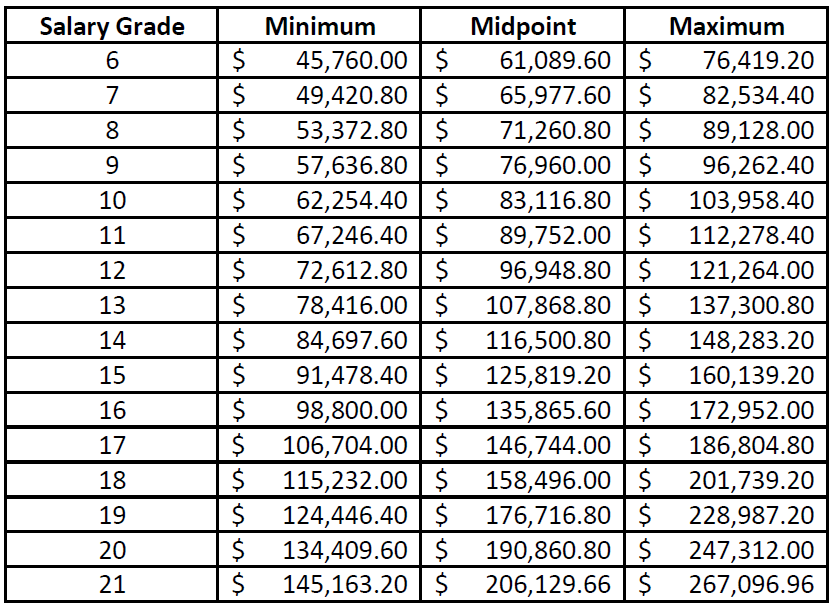 Salary Grade Minimum Midpoint Maximum
6 $ 45,760.00 $ 61,089.60 $ 76,419.20
7 $ 49,420.80 $ 65,977.60 $ 82,534.40
8 $ 53,372.80 $ 71,260.80 $ 89,128.00
9 $ 57,636.80 $ 76,960.00 $ 96,262.40
10 $ 62,254.40 $ 83,116.80 $ 103,958.40
11 $ 67,246.40 $ 89,752.00 $ 112,278.40
12 $ 72,612.80 $ 96,948.80 $ 121,264.00
13 $ 78,416.00 $ 107,868.80 $ 137,300.80
14 $ 84,697.60 $ 116,500.80 $ 148,283.20
15 $ 91,478.40 $ 125,819.20 $ 160,139.20
16 $ 98,800.00 $ 135,865.60 $ 172,952.00
17 $ 106,704.00 $ 146,744.00 $ 186,804.80
18 $ 115,232.00 $ 158,496.00 $ 201,739.20
19 $ 124,446.40 $ 176,716.80 $ 228,987.20
20 $ 134,409.60 $ 190,860.80 $ 247,312.00
21 $ 145,163.20 $ 206,129.66 $ 267,096.96